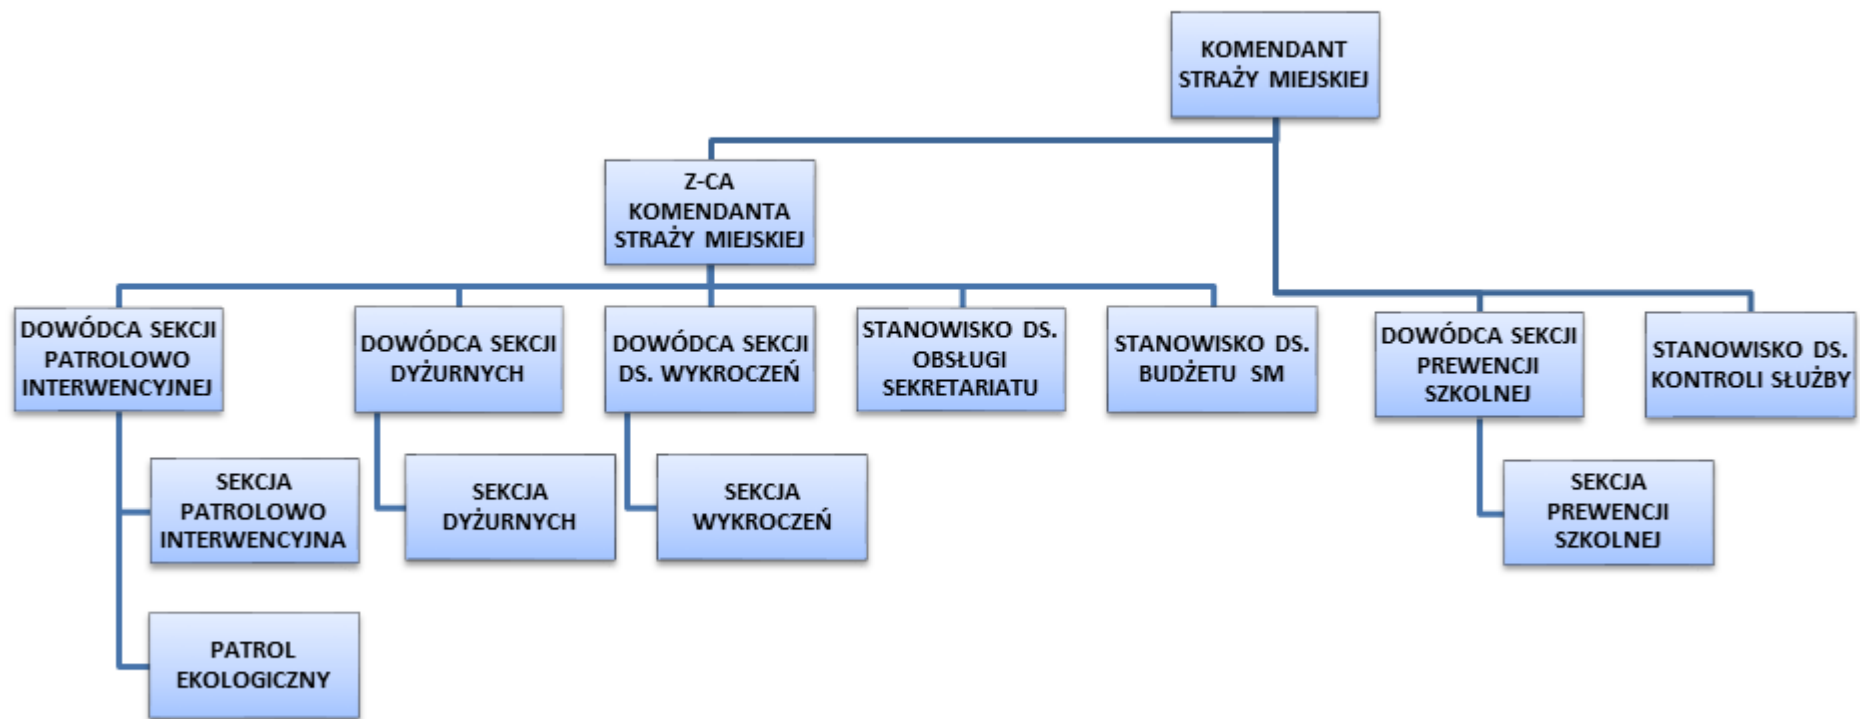 KOMENDANT
STRAŻY MIEJSKIEJ
Z-CA
KOMENDANTA
STRAŻY MIEJSKIEJ
DOWÓDCA SEKCJI
PATROLOWO
INTERWENCYJNEJ
DOWÓDCA SEKCJI
DYŻURNYCH
DOWÓDCA SEKCJI
DS. WYKROCZEŃ
STANOWISKO DS.
OBSŁUGI
SEKRETARIATU
STANOWISKO DS.
BUDŻETU SM
DOWÓDCA SEKCJI
PREWENCJI
SZKOLNEJ
STANOWISKO DS.
KONTROLI SŁUŻBY
SEKCJA
PATROLOWO
INTERWENCYJNA
SEKCJA
DYŻURNYCH
SEKCJA
WYKROCZEŃ
SEKCJA
PREWENCJI
SZKOLNEJ
PATROL
EKOLOGICZNY